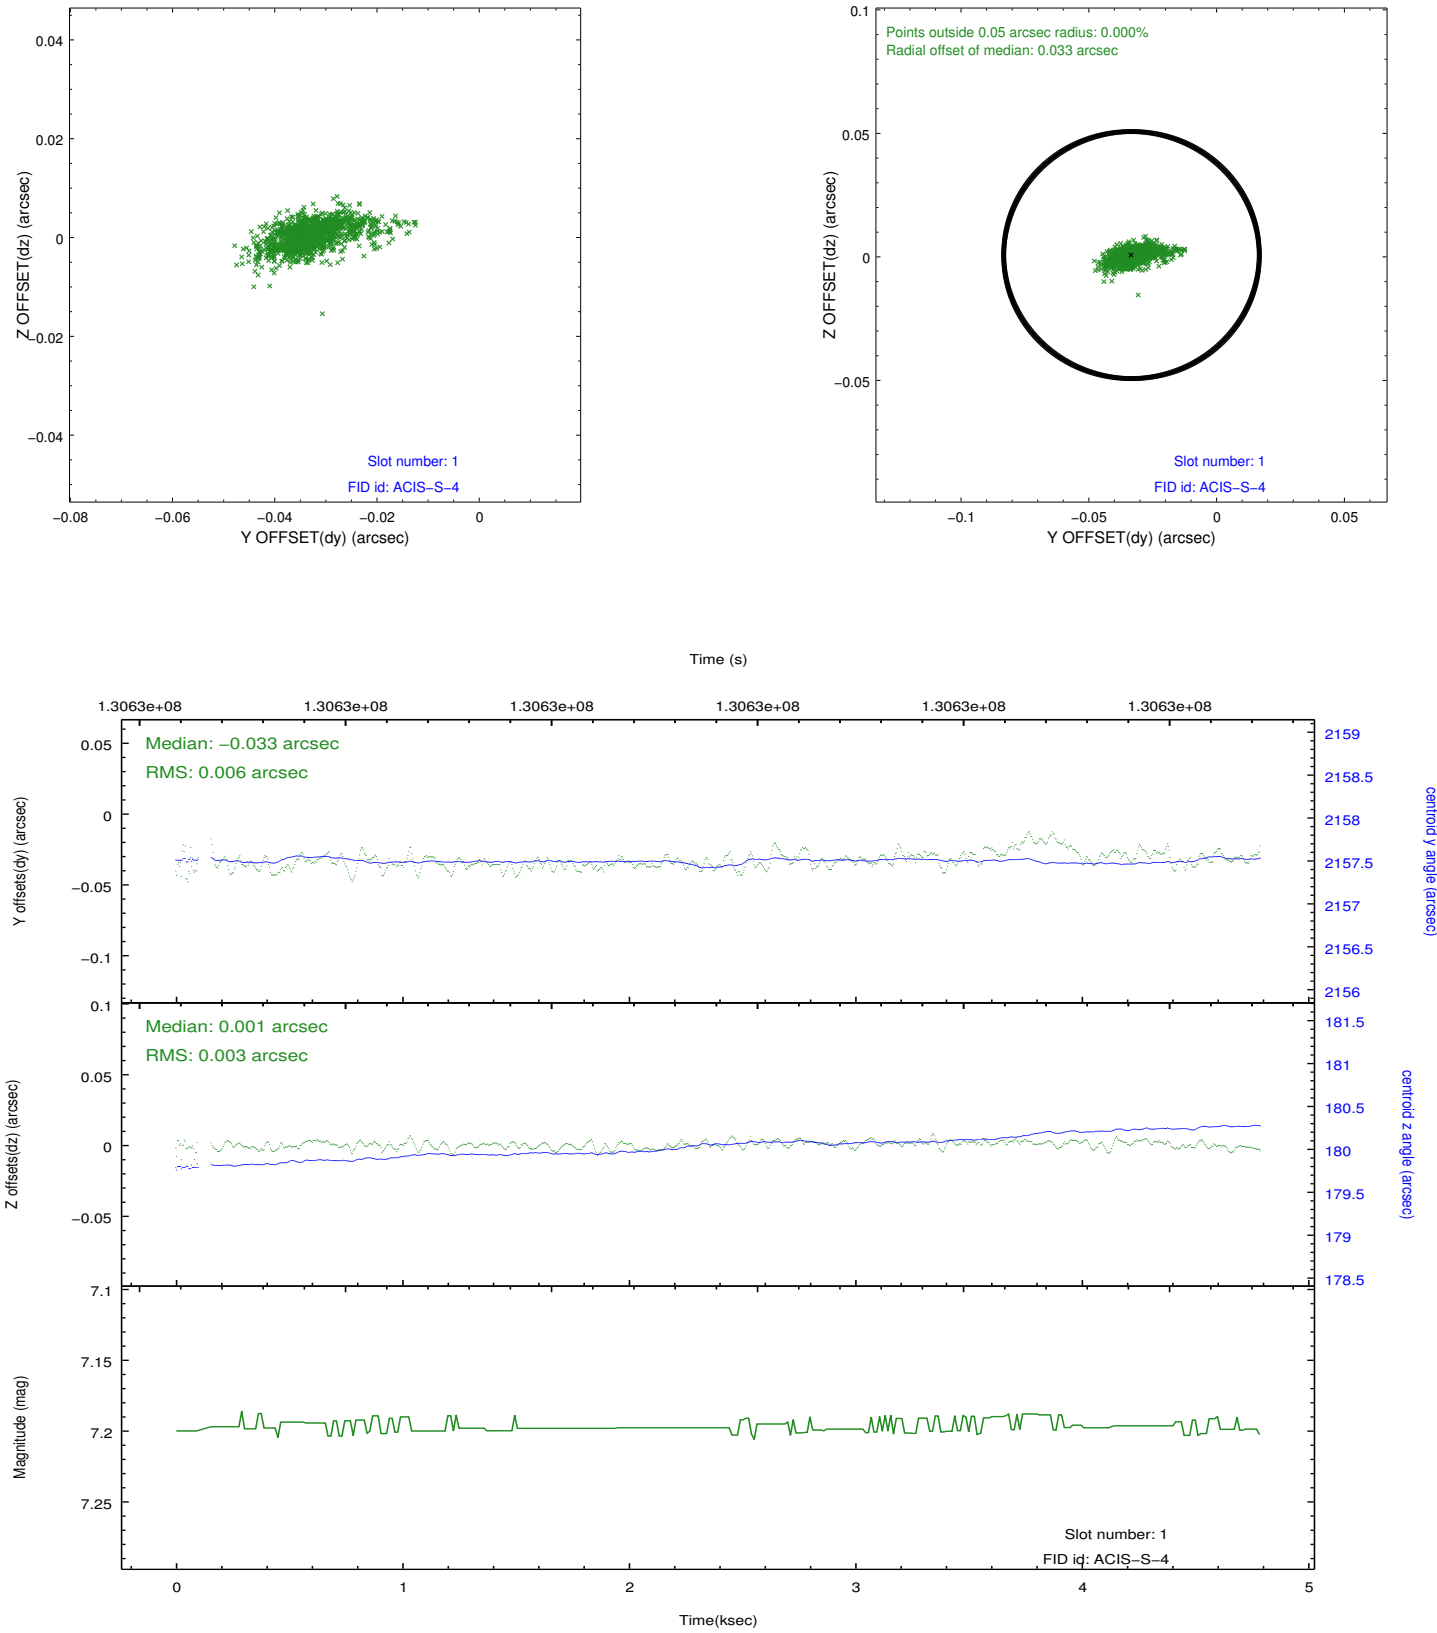 0.04
0.02
0
−0.02
−0.04
Z OFFSET(dz) (arcsec)
Slot number: 1
FID id: ACIS−S−4
−0.08
−0.06
−0.04
−0.02
0
Y OFFSET(dy) (arcsec)
0.1
0.05
0
−0.05
Z OFFSET(dz) (arcsec)
Points outside 0.05 arcsec radius: 0.000%
Radial offset of median: 0.033 arcsec
Slot number: 1
FID id: ACIS−S−4
−0.1
−0.05
0
0.05
Y OFFSET(dy) (arcsec)
Time (s)
1.3063e+08
1.3063e+08
1.3063e+08
1.3063e+08
1.3063e+08
1.3063e+08
Median: −0.033 arcsec
RMS: 0.006 arcsec
0.05
0
−0.05
−0.1
Y offsets(dy) (arcsec)
2159
2158.5
2158
2157.5
2157
2156.5
2156
centroid y angle (arcsec)
Median: 0.001 arcsec
RMS: 0.003 arcsec
0.1
0.05
0
−0.05
Z offsets(dz) (arcsec)
181.5
181
180.5
180
179.5
179
178.5
centroid z angle (arcsec)
7.1
7.15
7.2
7.25
Magnitude (mag)
Slot number: 1
FID id: ACIS−S−4
0
1
2
3
4
5
Time(ksec)